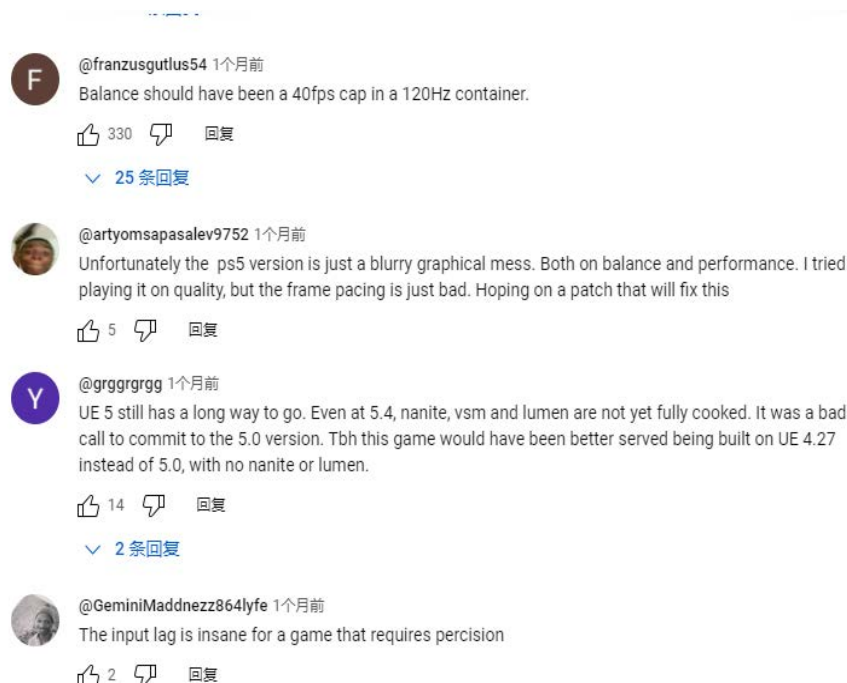 @franzusgutlus54 1个月前
Balance should have been a 40fps cap in a 120Hz container.
330 回复
25 条回复
@artyomsapasalev9752 1个月前
Unfortunately the ps5 version is just a blurry graphical mess. Both on balance and performance. I tried
playing it on quality, but the frame pacing is just bad. Hoping on a patch that will fix this
5 回复
Y
@grggrgrgg 1个月前
UE 5 still has a long way to go. Even at 5.4, nanite, vsm and lumen are not yet fully cooked. It was a bad
call to commit to the 5.0 version. Tbh this game would have been better served being built on UE 4.27
instead of 5.0, with no nanite or lumen.
14 回复
2 条回复
@GeminiMaddnezz864lyfe 1个月前
The input lag is insane for a game that requires percision
2 回复